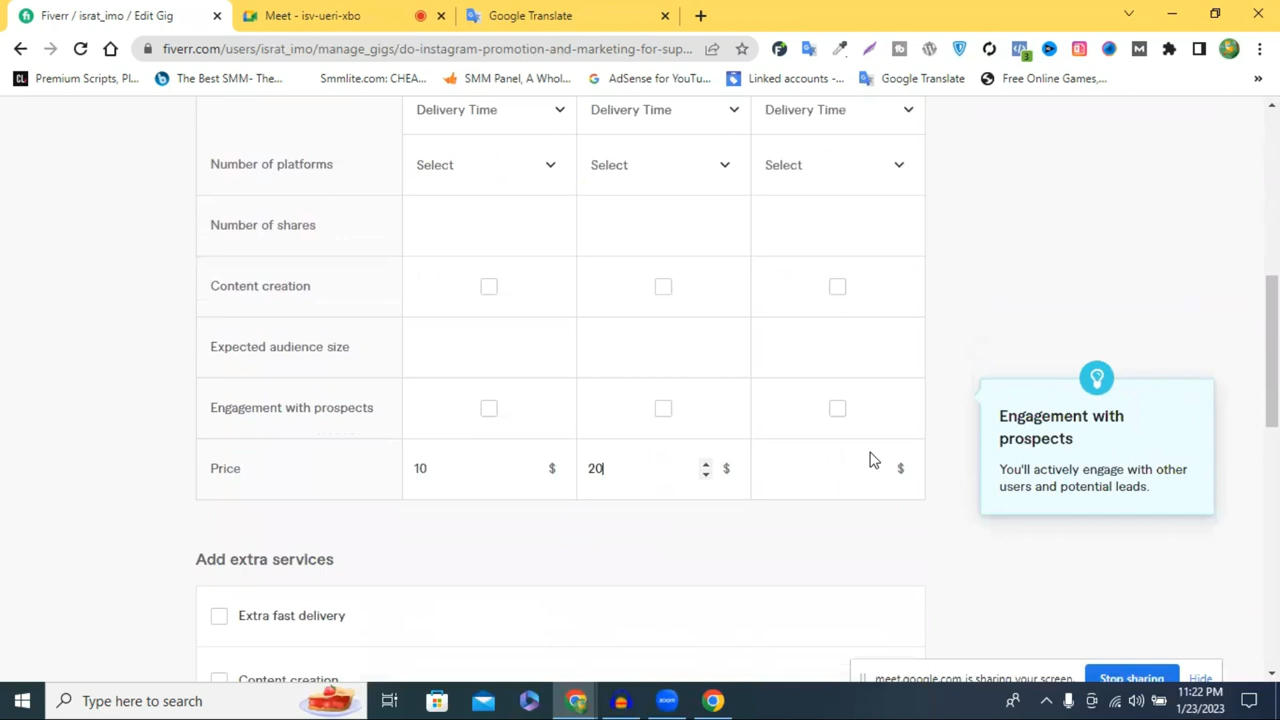 Fiverr / israt_imo / Edit Gig
Meet - isv-ueri-xbo
Google Translate
fiverr.com/users/israt_imo/manage_gigs/do-instagram-promotion-and-marketing-for-sup...
Premium Scripts, Pl...
The Best SMM- The...
Smmlite.com: CHEA...
SMM Panel, A Whol...
AdSense for YouTu...
Linked accounts -...
Google Translate
Free Online Games,...
»
Delivery Time
Delivery Time
Delivery Time
Number of platforms
Select
Select
Select
Number of shares
Content creation
Expected audience size
Engagement with prospects
Price
10
$
20
$
$
Engagement with
prospects
You'll actively engage with other
users and potential leads.
Add extra services
Extra fast delivery
Content creation
meet.google.com is sharing your screen.
Stop sharing
Hide
Type here to search
11:22 PM
1/23/2023